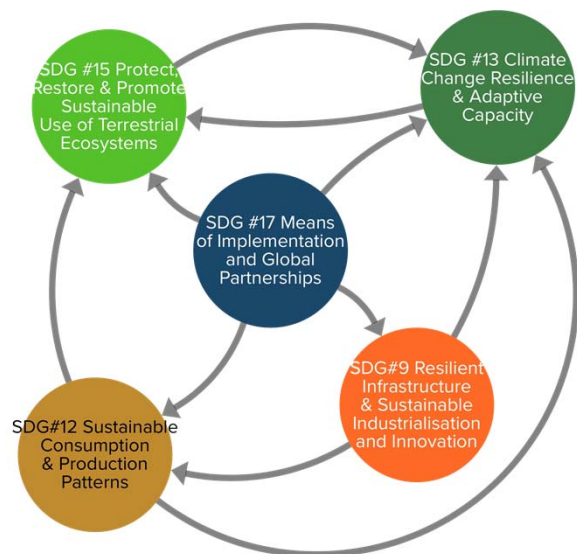 SDG #15 Protect,
Restore & Promote
Sustainable
Use of Terrestrial
Ecosystems
SDG #13 Climate
Change Resilience
& Adaptive
Capacity
SDG #17 Means
of Implementation
and Global
Partnerships
SDG#9 Resilient
Infrastructure
& Sustainable
Industrialisation
and Innovation
SDG#12 Sustainable
Consumption
& Production
Patterns